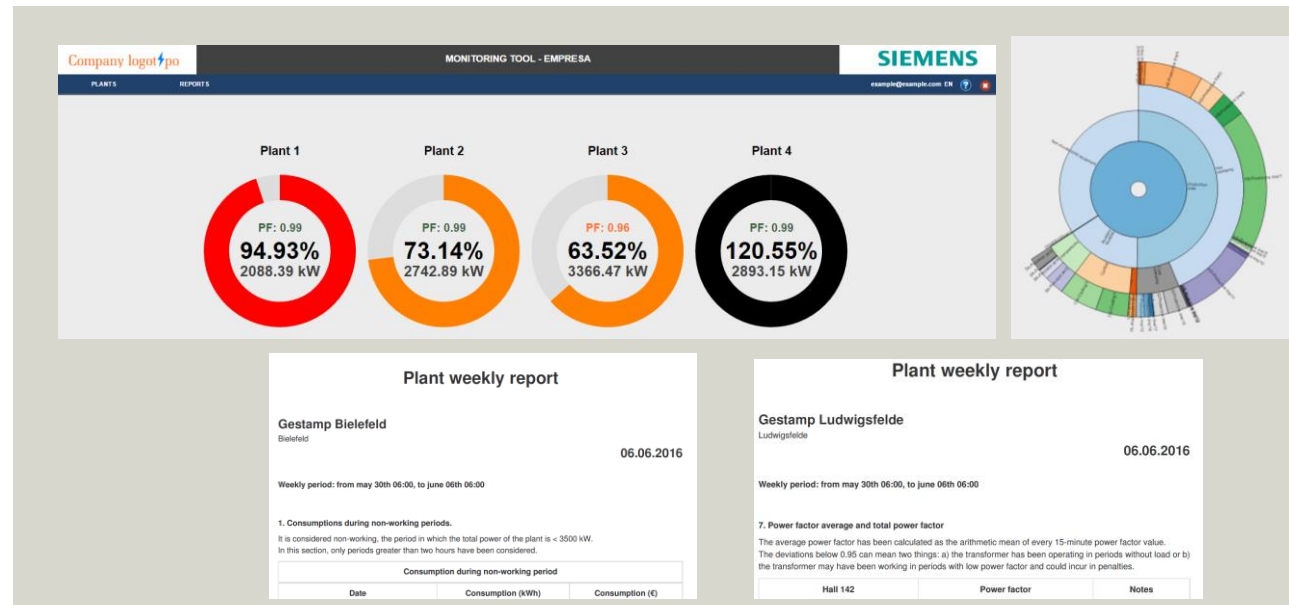 Company logotpo
MONITORING TOOL - EMPRESA
SIEMENS
PLANTS
REPORTS
example@example.com EN ?
Plant 1
Plant 2
Plant 3
Plant 4
PF: 0.99
94.93%
2088.39 kW
PF: 0.99
73.14%
2742.89 kW
PF: 0.96
63.52%
3366.47 kW
PF: 0.99
120.55%
2893.15 kW
Plant weekly report
Gestamp Bielefeld
Bielefeld
06.06.2016
Weekly period: from may 30th 06:00, to june 06th 06:00
1. Consumptions during non-working periods.
It is considered non-working, the period in which the total power of the plant is < 3500 kW.
In this section, only periods greater than two hours have been considered.
Consumption during non-working period
Date
Consumption (kWh)
Consumption (€)
Plant weekly report
Gestamp Ludwigsfelde
Ludwigsfelde
06.06.2016
Weekly period: from may 30th 06:00, to june 06th 06:00
7. Power factor average and total power factor
The average power factor has been calculated as the arithmetic mean of every 15-minute power factor value.
The deviations below 0.95 can mean two things: a) the transformer has been operating in periods without load or b)
the transformer may have been working in periods with low power factor and could incur in penalties.
Hall 142
Power factor
Notes